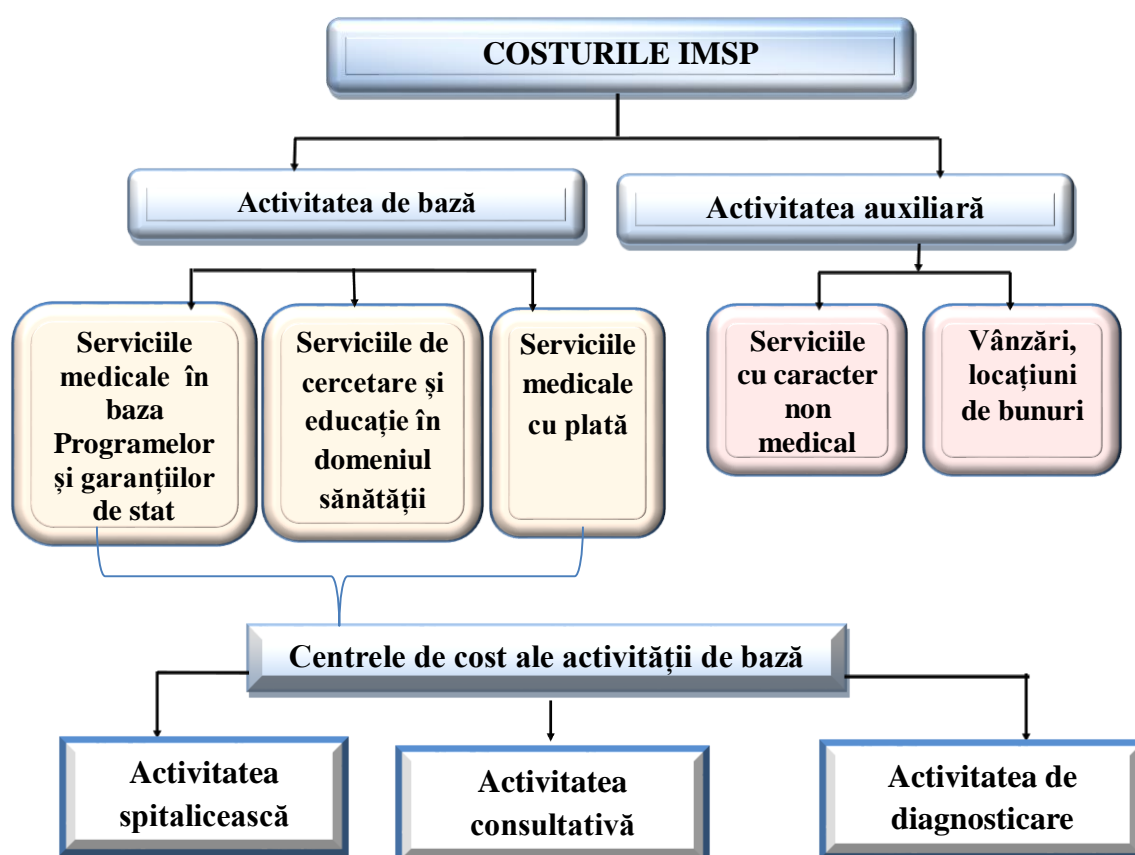 COSTURILE IMSP
Activitatea de bază
Activitatea auxiliară
Serviciile
medicale în
baza
Programelor
și garanțiilor
de stat
Serviciile de
cercetare și
educație în
domeniul
sănătății
Serviciile
medicale
cu plată
Serviciile
cu caracter
non
medical
Vânzări,
locațiuni
de bunuri
Centrele de cost ale activității de bază
Activitatea
spitalicească
Activitatea
consultativă
Activitatea de
diagnosticare